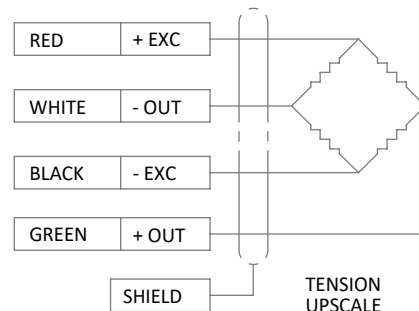 RED + EXC
WHITE - OUT
BLACK - EXC
GREEN + OUT
SHIELD
TENSION
UPSCALE